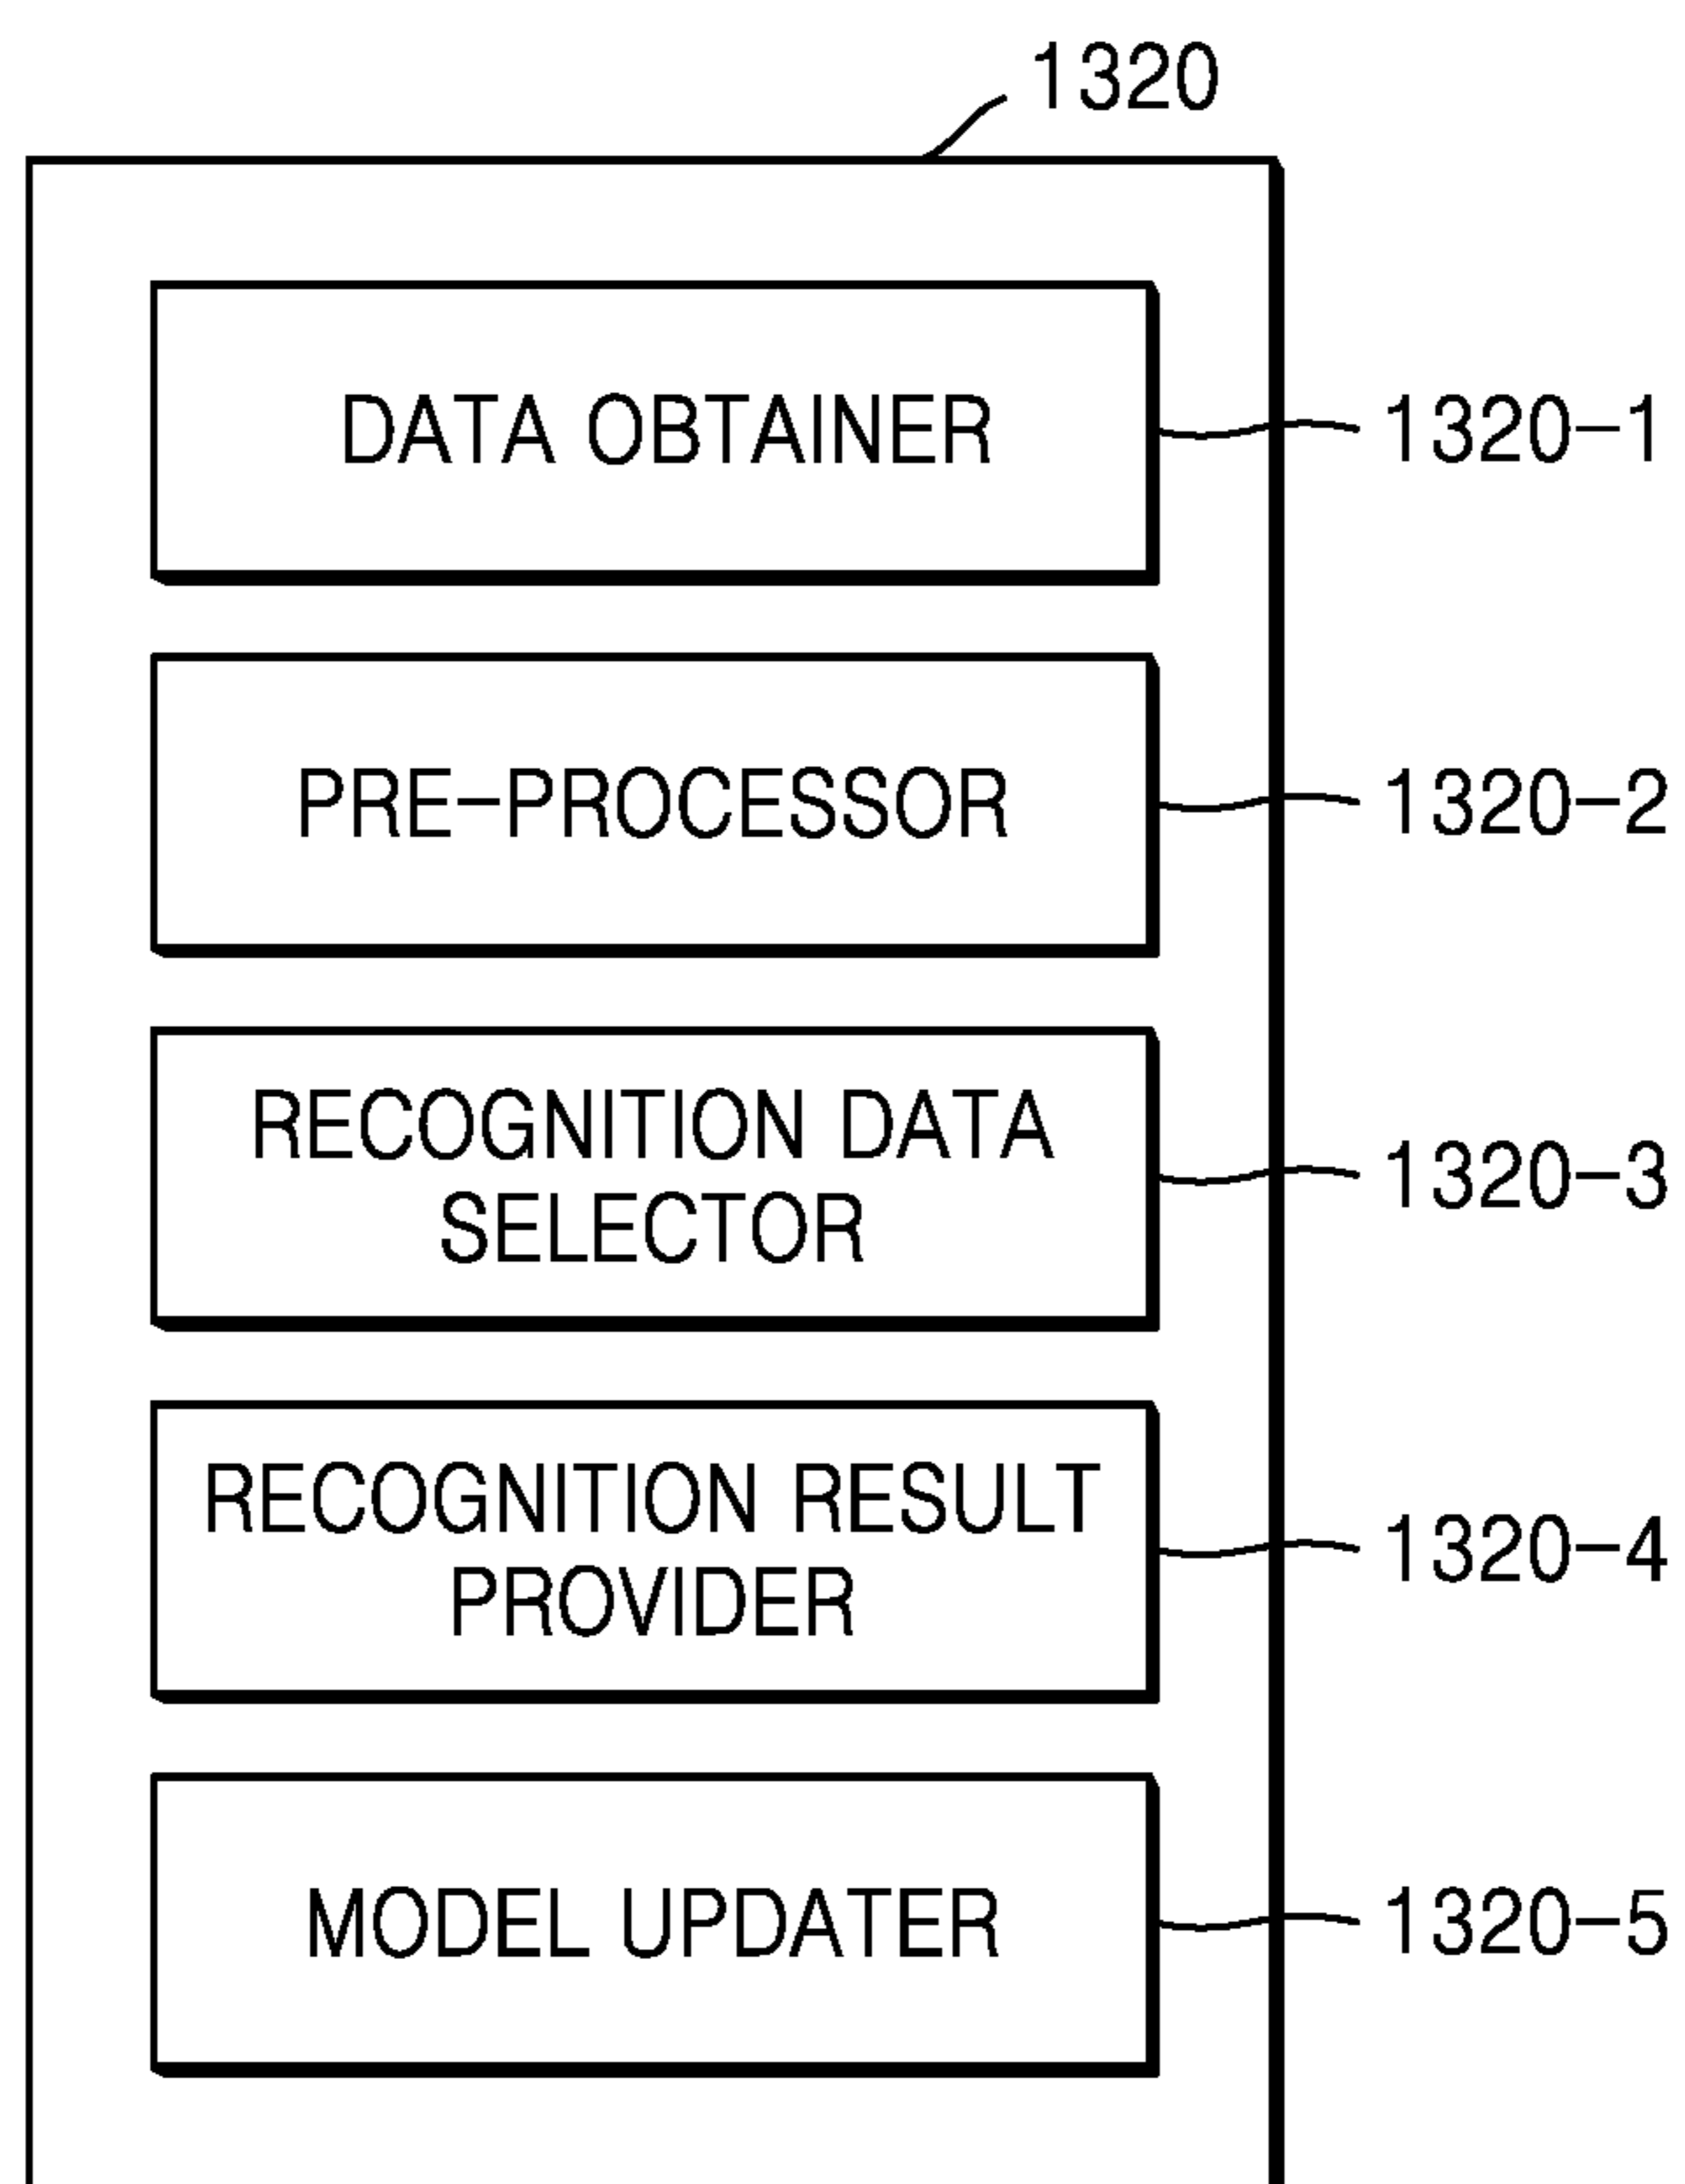 1320
DATA OBTAINER
1320-1
PRE-PROCESSOR
1320-2
RECOGNITION DATA
SELECTOR
1320-3
RECOGNITION RESULT
PROVIDER
1320-4
MODEL UPDATER
1320-5